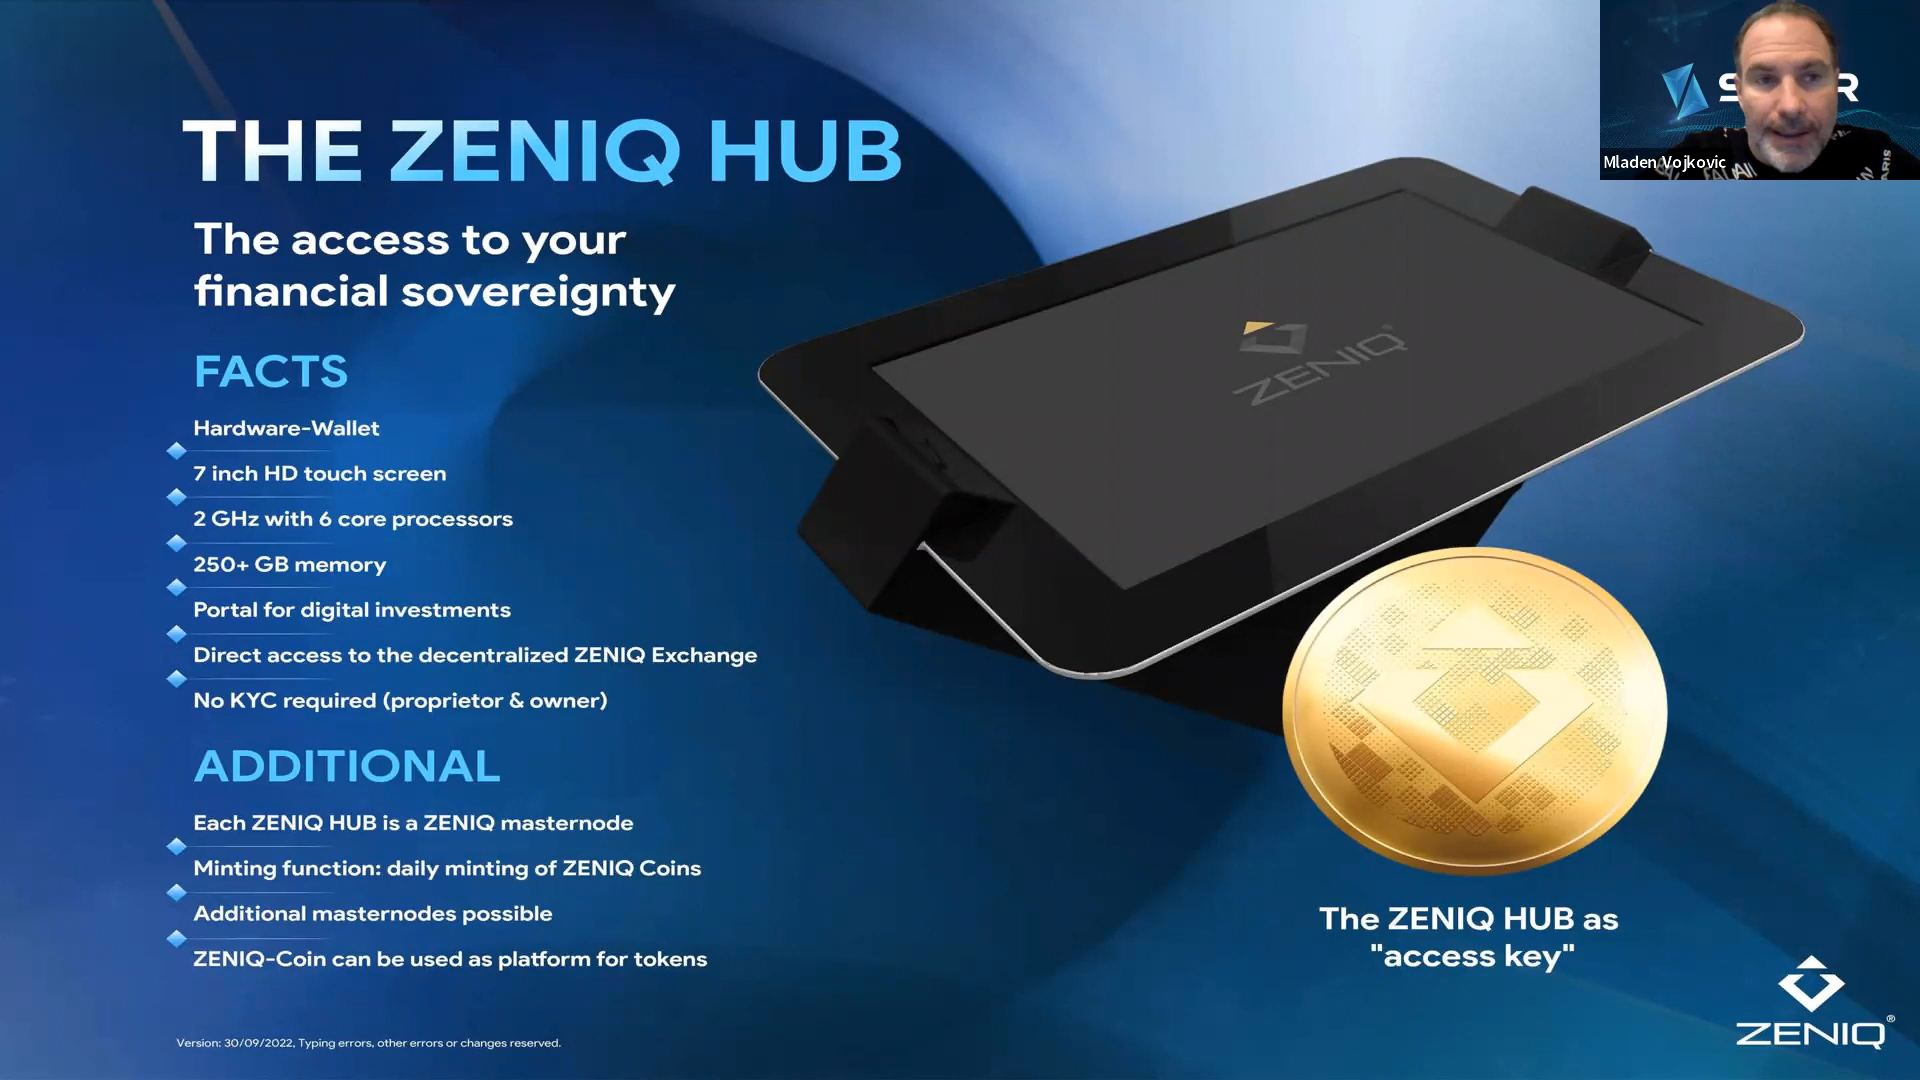 THE ZENIQ HUB
The access to your
financial sovereignty
FACTS
Hardware-Wallet
7 inch HD touch screen
2 GHz with 6 core processors
250+ GB memory
Portal for digital investments
Direct access to the decentralized ZENIQ Exchange
No KYC required (proprietor & owner)
ADDITIONAL
Each ZENIQ HUB is a ZENIQ masternode
Minting function: daily minting of ZENIQ Coins
Additional masternodes possible
ZENIQ-Coin can be used as platform for tokens
Version: 30/09/2022, Typing errors, other errors or changes reserved.
Mladen Vojkovic
ZENIQ®
The ZENIQ HUB as
"access key"
ZENIQ®